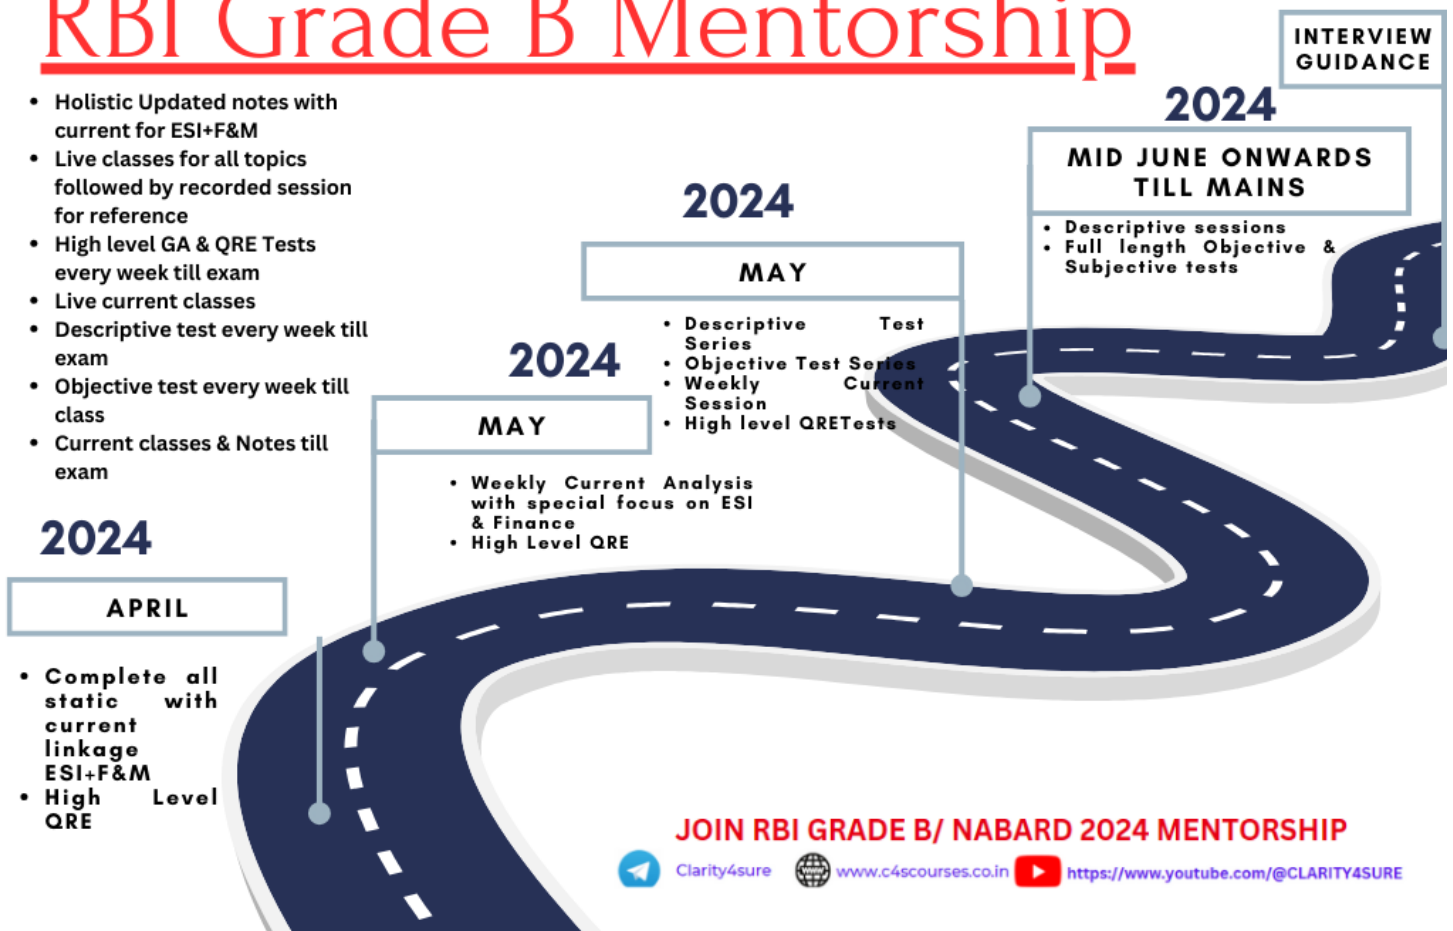 RBI Grade B Mentorship
INTERVIEW
GUIDANCE
• Holistic Updated notes with
current for ESI+F&M
• Live classes for all topics
followed by recorded session
for reference
• High level GA & QRE Tests
every week till exam
• Live current classes
• Descriptive test every week till
exam
• Objective test every week till
class
• Current classes & Notes till
exam
2024
APRIL
• Complete all
static with
current
linkage
ESI+F&M
• High Level
QRE
2024
MAY
• Weekly Current Analysis
with special focus on ESI
& Finance
• High Level QRE
2024
MAY
• Descriptive Test
Series
• Objective Test Series
• Weekly Current
Session
• High level QRETests
2024
MID JUNE ONWARDS
TILL MAINS
• Descriptive sessions
• Full length Objective &
Subjective tests
JOIN RBI GRADE B/ NABARD 2024 MENTORSHIP
Clarity4sure www.c4scourses.co.in https://www.youtube.com/@CLARITY4SURE